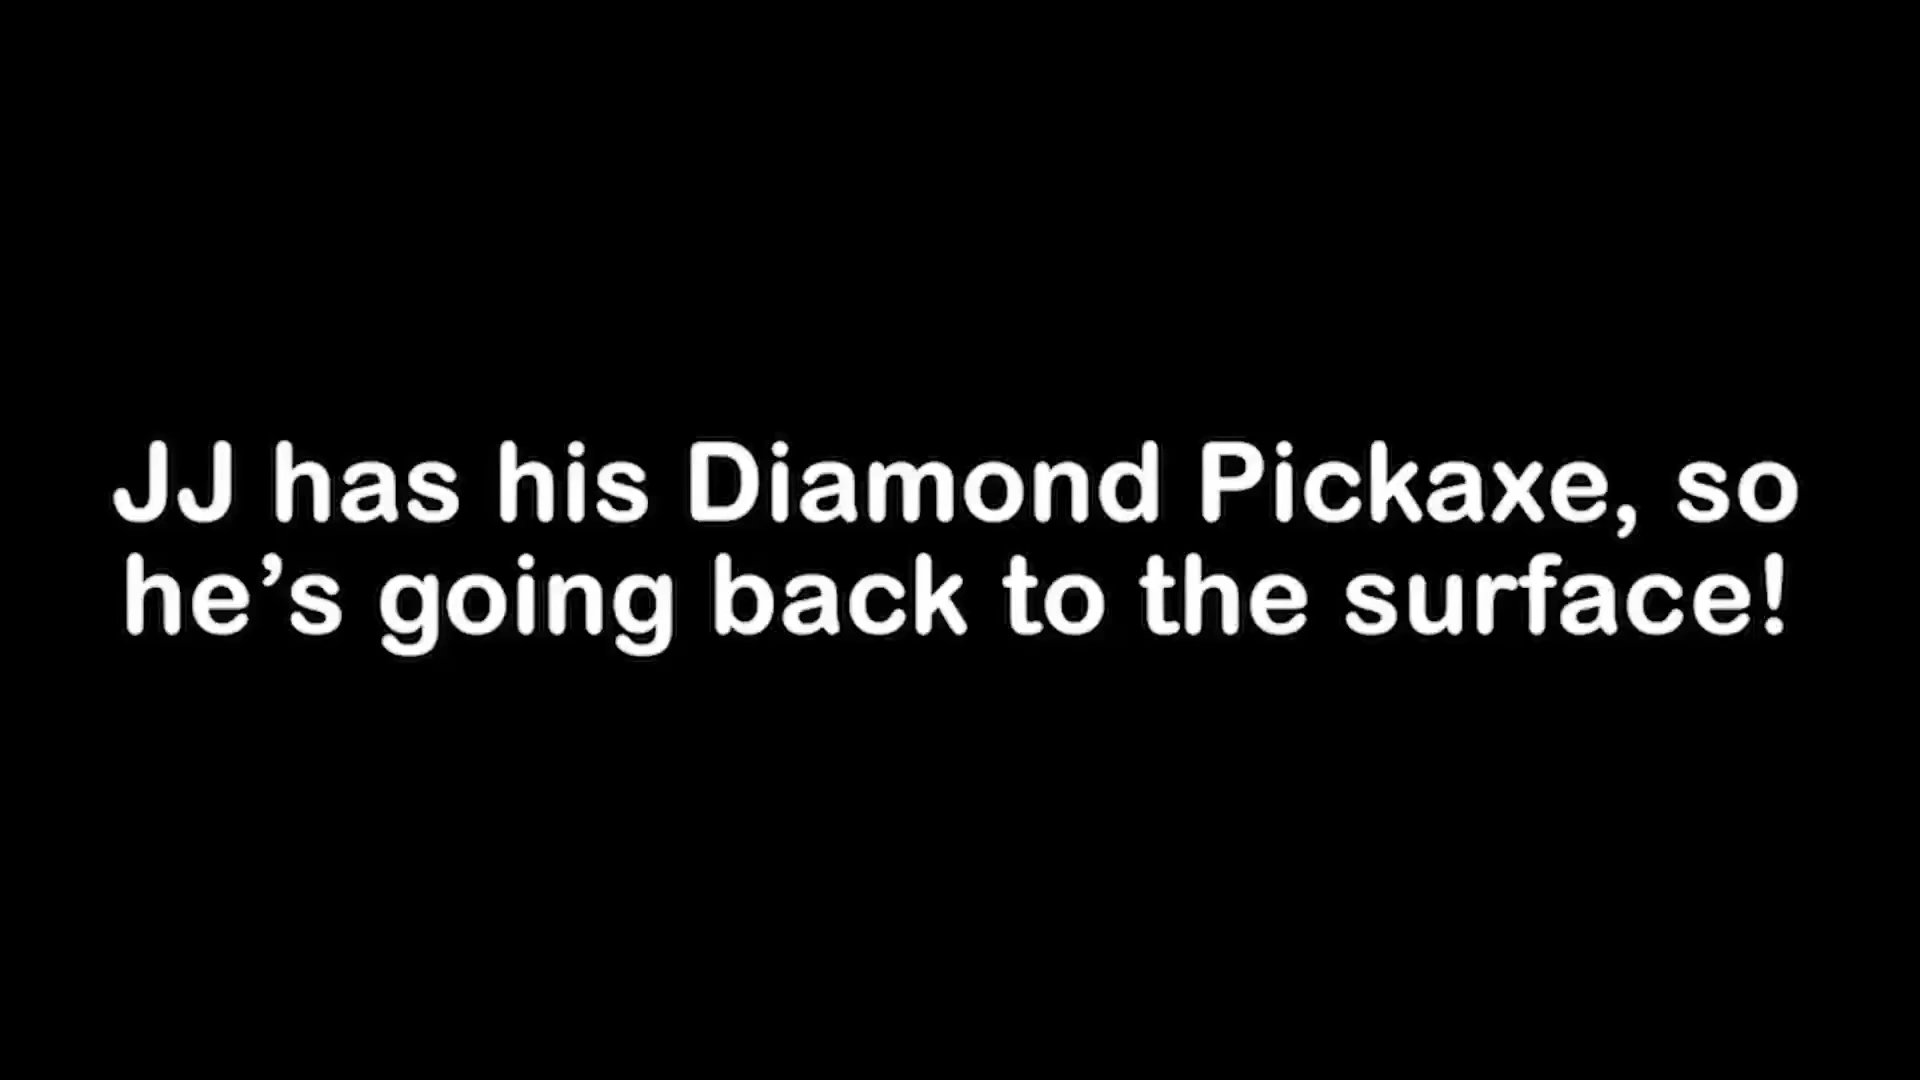 JJ has his Diamond Pickaxe, so
he’s going back to the surface!